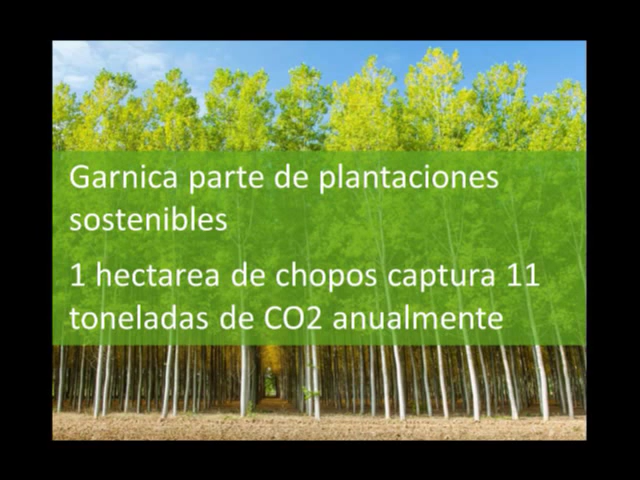 Garnica parte de plantaciones
sostenibles
1 hectarea de chopos captura 11
toneladas de CO2 anualmente